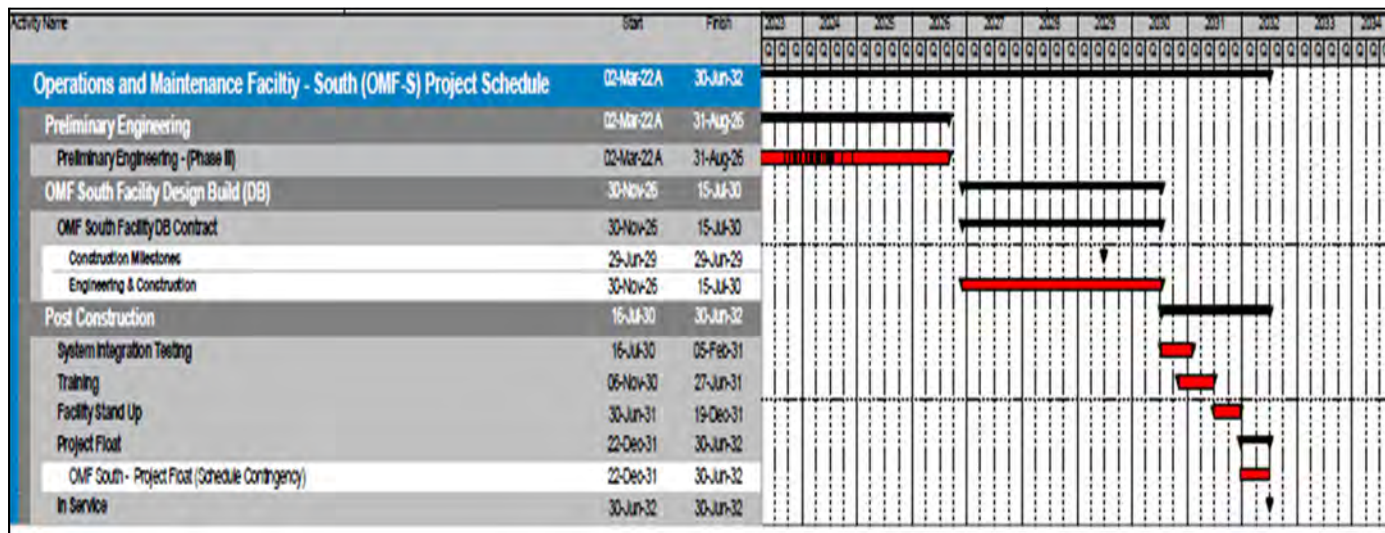 Activity Name Start Finish 2023 2024 2025 2026 2027 2028 2029 2030 2031 2032 2033 2034
Q Q Q Q Q Q Q Q Q Q Q Q Q Q Q Q Q Q Q Q Q Q Q Q Q Q Q Q Q Q Q Q Q Q Q Q Q Q Q Q Q Q Q Q Q
Operations and Maintenance Faciltiy - South (OMF-S) Project Schedule 02-Mar-22 A 30-Jun-32
Preliminary Engineering 02-Mar-22 A 31-Aug-26
Preliminary Engineering - (Phase III) 02-Mar-22 A 31-Aug-26
OMF South Facility Design Build (DB) 30-Nov-26 15-Jul-30
OMF South Facility DB Contract 30-Nov-26 15-Jul-30
Construction Milestones 29-Jun-29 29-Jun-29
Engineering & Construction 30-Nov-26 15-Jul-30
Post Construction 16-Jul-30 30-Jun-32
System Integration Testing 16-Jul-30 05-Feb-31
Training 06-Nov-30 27-Jun-31
Facility Stand Up 30-Jun-31 19-Dec-31
Project Float 22-Dec-31 30-Jun-32
OMF South - Project Float (Schedule Contingency) 22-Dec-31 30-Jun-32
In Service 30-Jun-32 30-Jun-32